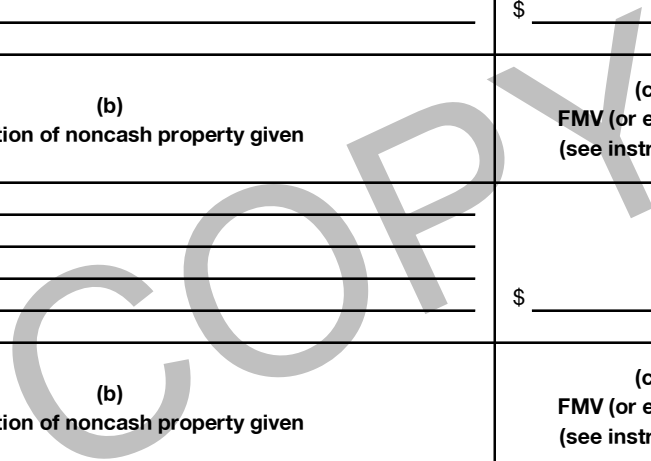 $
(b)
tion of noncash property given
(c
FMV (or e
(see instr
$
(b)
tion of noncash property given
(c
FMV (or e
(see instr
COPY